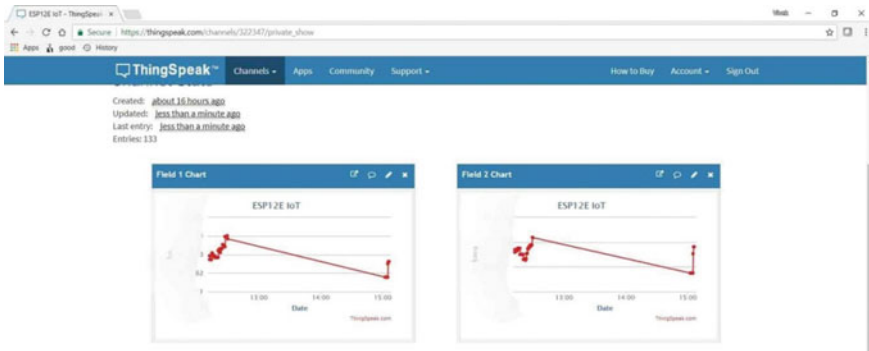 ESP12E IoT - ThingSpeak
Secure https://thingspeak.com/channels/322347/private_show
Apps good History
ThingSpeak™ Channels Apps Community Support How to Buy Account Sign Out
Created: about 16 hours ago
Updated: less than a minute ago
Last entry: less than a minute ago
Entries: 133
Field 1 Chart
ESP12E IoT
13:00 14:00 15:00
Date
ThingSpeak.com
Field 2 Chart
ESP12E IoT
13:00 14:00 15:00
Date
ThingSpeak.com